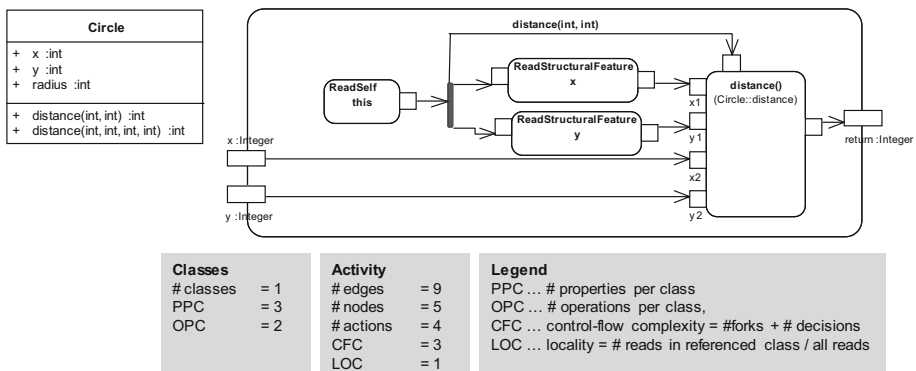 Circle
+ x :int
+ y :int
+ radius :int
+ distance(int, int) :int
+ distance(int, int, int, int) :int
distance(int, int)
ReadSelf
this
ReadStructuralFeature
x
ReadStructuralFeature
y
distance()
(Circle::distance)
x1
y1
x2
y2
x :Integer
y :Integer
return :Integer
Classes
# classes = 1
PPC = 3
OPC = 2
Activity
# edges = 9
# nodes = 5
# actions = 4
CFC = 3
LOC = 1
Legend
PPC ... # properties per class
OPC ... # operations per class,
CFC ... control-flow complexity = #forks + # decisions
LOC ... locality = # reads in referenced class / all reads